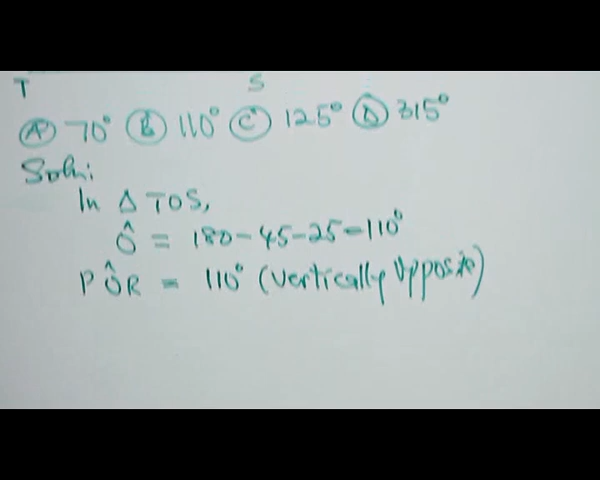 T S
(A) 70° (B) 110° (C) 125° (D) 315°
Soln:
In Δ TOS,
Ô = 180 - 45 - 25 = 110°
PÔR = 110° (Vertically Opposite)